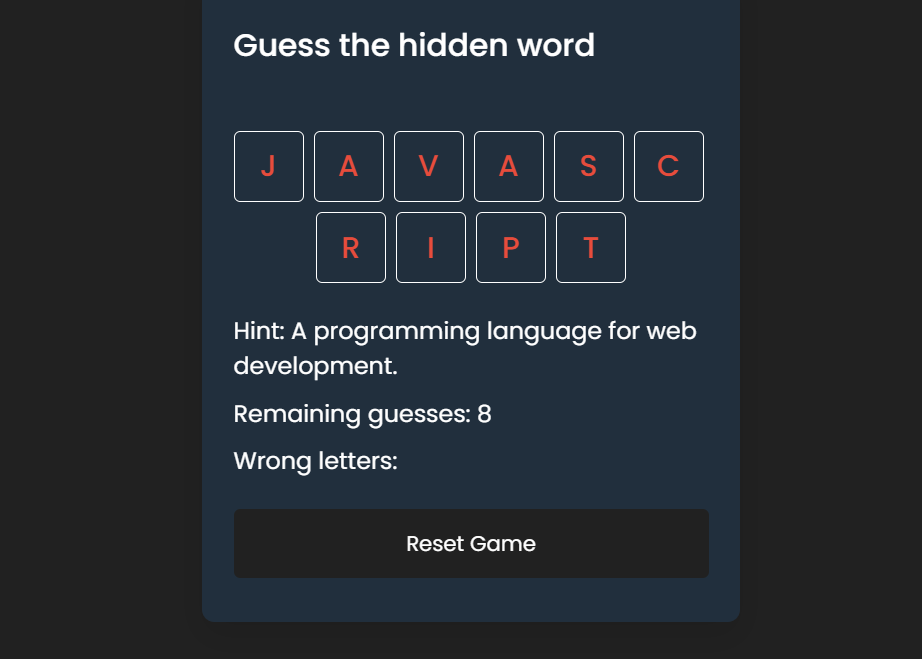 Guess the hidden word
J A V A S C
R I P T
Hint: A programming language for web
development.
Remaining guesses: 8
Wrong letters:
Reset Game